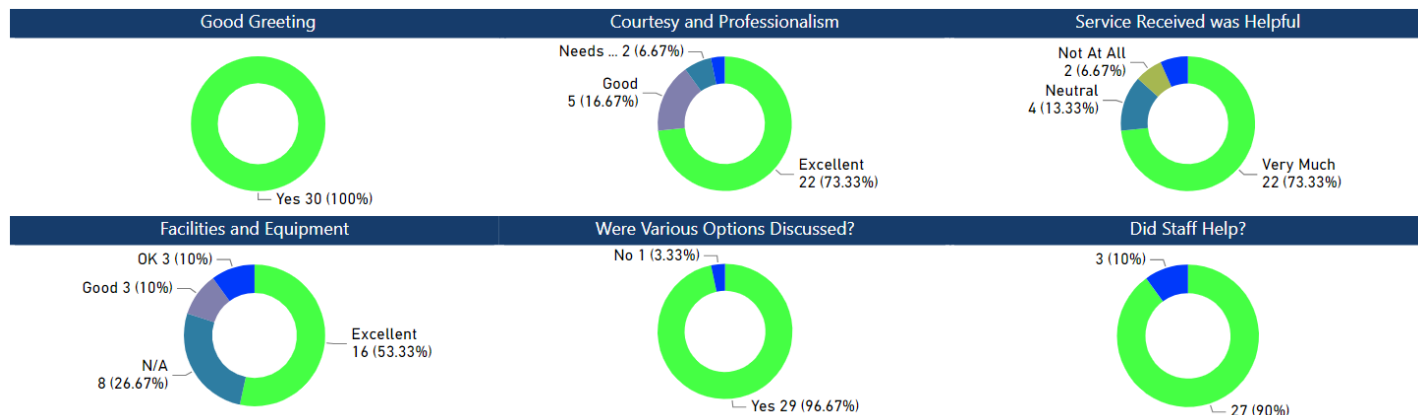 Good Greeting
Courtesy and Professionalism
Service Received was Helpful
Yes 30 (100%)
Needs ... 2 (6.67%)
Good
5 (16.67%)
Excellent
22 (73.33%)
Not At All
2 (6.67%)
Neutral
4 (13.33%)
Very Much
22 (73.33%)
Facilities and Equipment
Were Various Options Discussed?
Did Staff Help?
OK 3 (10%)
Good 3 (10%)
N/A
8 (26.67%)
Excellent
16 (53.33%)
No 1 (3.33%)
Yes 29 (96.67%)
3 (10%)
27 (90%)